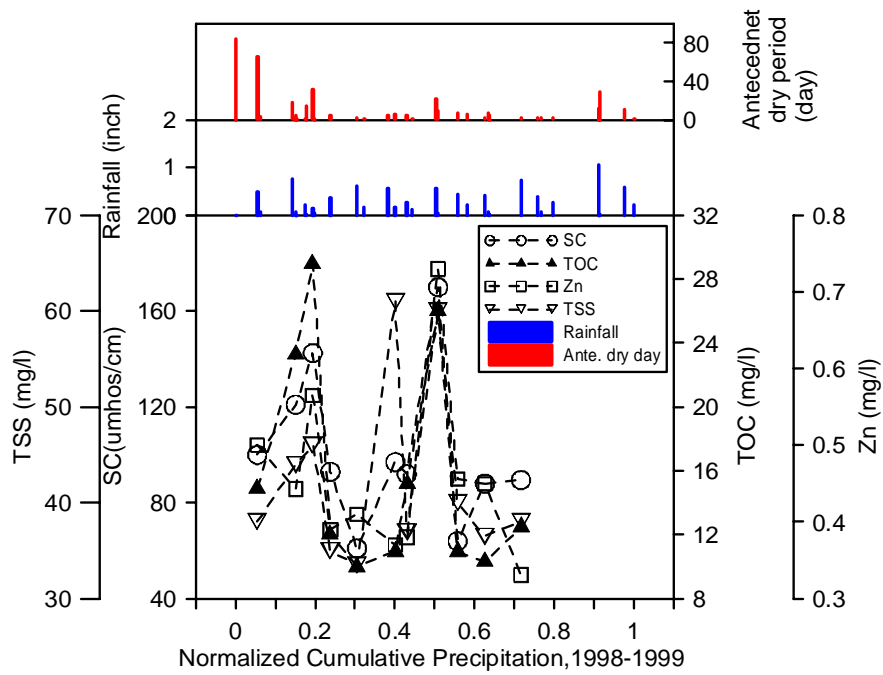 80
40
0
Antecednet
dry period
(day)
2
1
0
Rainfall (inch)
70
60
50
40
30
TSS (mg/l)
200
160
120
80
40
SC(umhos/cm)
SC
TOC
Zn
TSS
Rainfall
Ante. dry day
32
28
24
20
16
12
8
TOC (mg/l)
0.8
0.7
0.6
0.5
0.4
0.3
Zn (mg/l)
0 0.2 0.4 0.6 0.8 1
Normalized Cumulative Precipitation,1998-1999